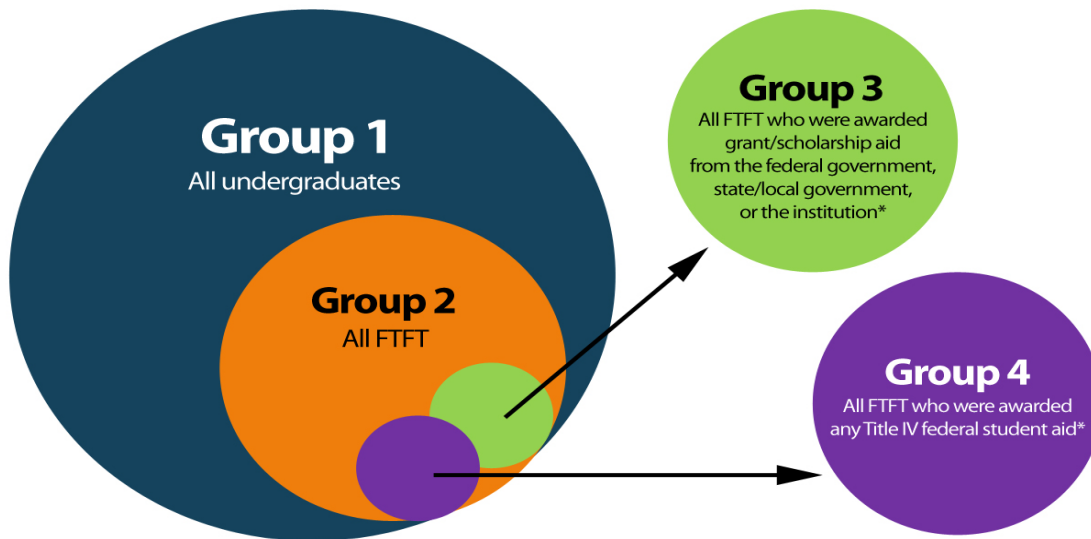 Group 1
All undergraduates
Group 2
All FTFT
Group 3
All FTFT who were awarded
grant/scholarship aid
from the federal government,
state/local government,
or the institution*
Group 4
All FTFT who were awarded
any Title IV federal student aid*